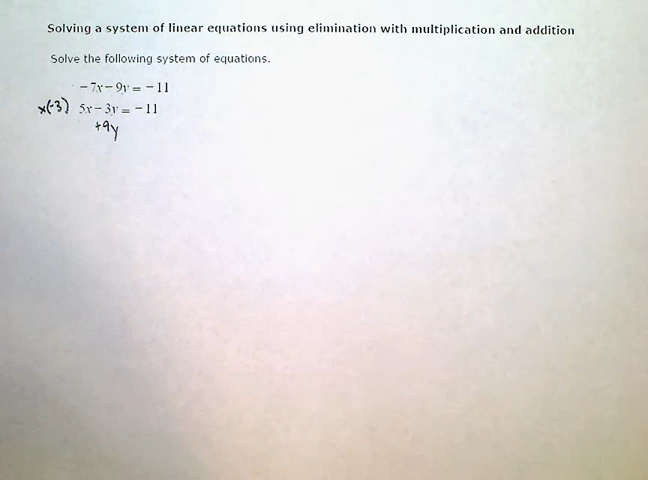 Solving a system of linear equations using elimination with multiplication and addition
Solve the following system of equations.
−7x−9y = −11
x(-3) 5x−3y = −11
+9y